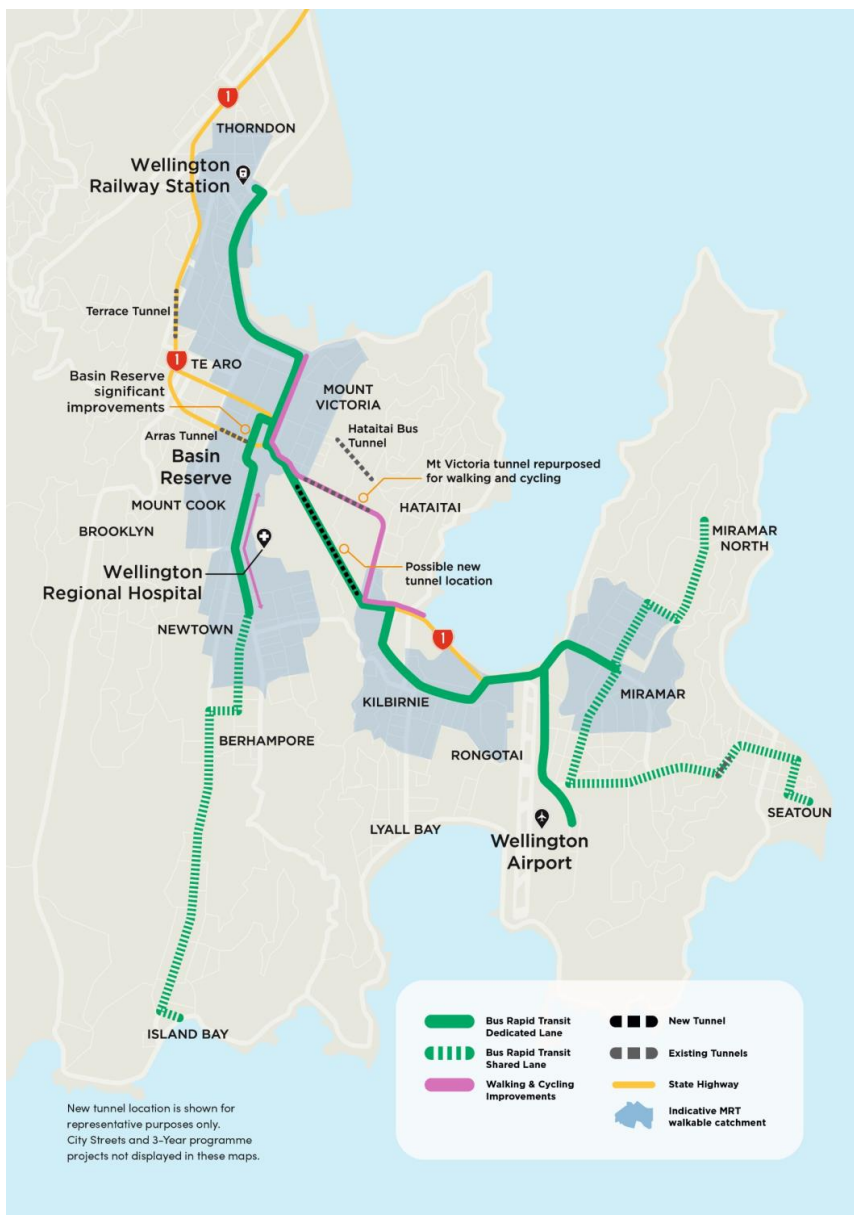 1
THORNDON
Wellington
Railway Station
Terrace Tunnel
1
TE ARO
Basin Reserve
significant
improvements
MOUNT
VICTORIA
Hataitai Bus
Tunnel
Arras Tunnel
Basin
Reserve
Mt Victoria tunnel repurposed
for walking and cycling
MOUNT COOK
HATAITAI
BROOKLYN
MIRAMAR
NORTH
Wellington
Regional Hospital
Possible new
tunnel location
NEWTOWN
1
KILBIRNIE
MIRAMAR
BERHAMPORE
RONGOTAI
SEATOUN
LYALL BAY
Wellington
Airport
ISLAND BAY
Bus Rapid Transit
Dedicated Lane
Bus Rapid Transit
Shared Lane
Walking & Cycling
Improvements
New Tunnel
Existing Tunnels
State Highway
Indicative MRT
walkable catchment
New tunnel location is shown for
representative purposes only.
City Streets and 3-Year programme
projects not displayed in these maps.